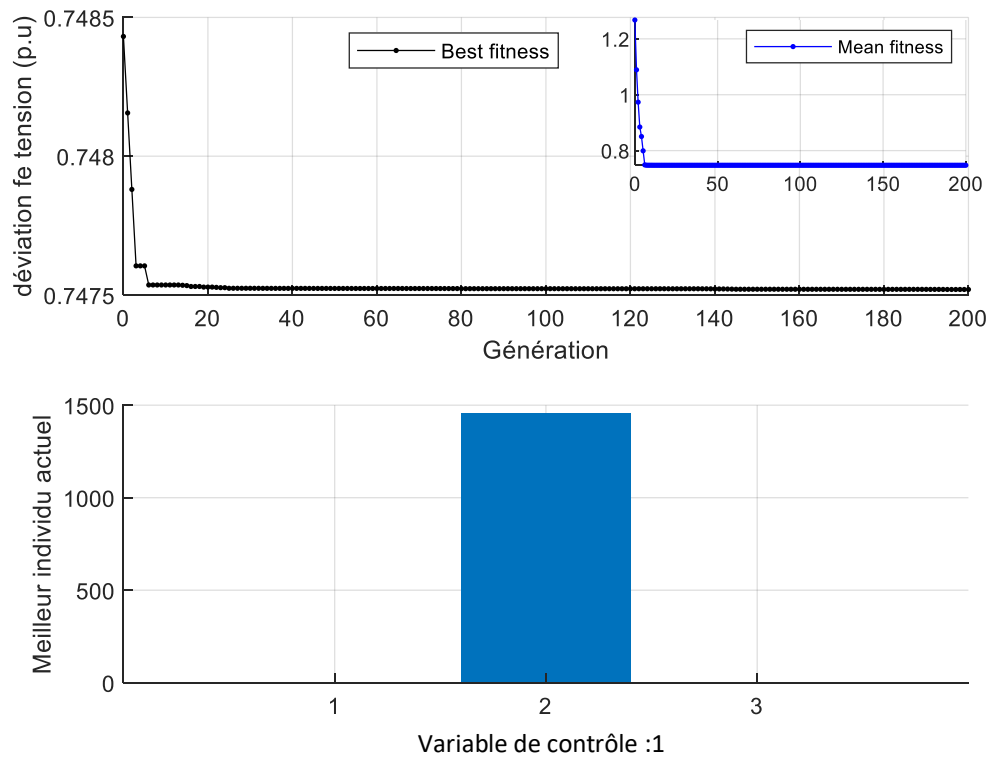 déviation fe tension (p.u)
0.7485
0.748
0.7475
Best fitness
1.2
1
0.8
Mean fitness
0 50 100 150 200
0 20 40 60 80 100 120 140 160 180 200
Génération
Meilleur individu actuel
1500
1000
500
0
1 2 3
Variable de contrôle :1